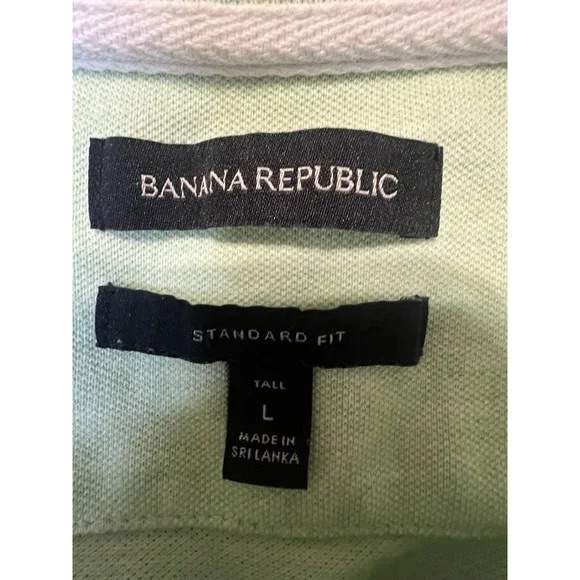 BANANA REPUBLIC
STANDARD FIT
TALL
L
MADE IN
SRI LANKA